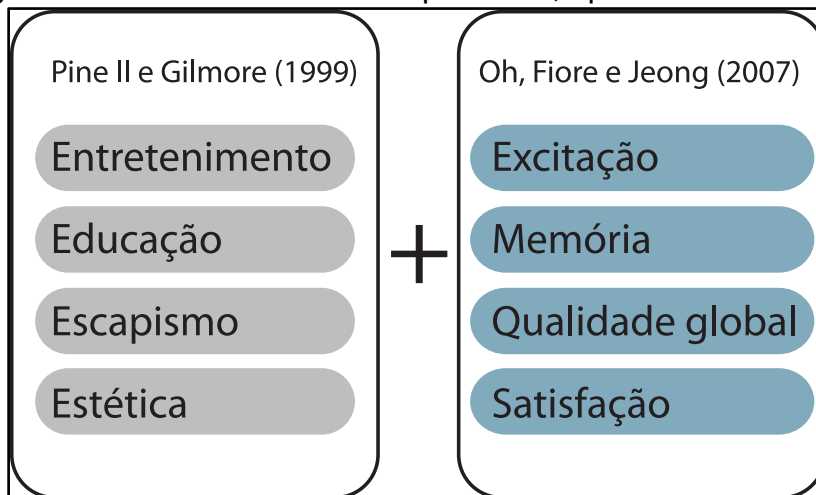 Pine II e Gilmore (1999)
Entretenimento
Educação
Escapismo
Estética
+
Oh, Fiore e Jeong (2007)
Excitação
Memória
Qualidade global
Satisfação